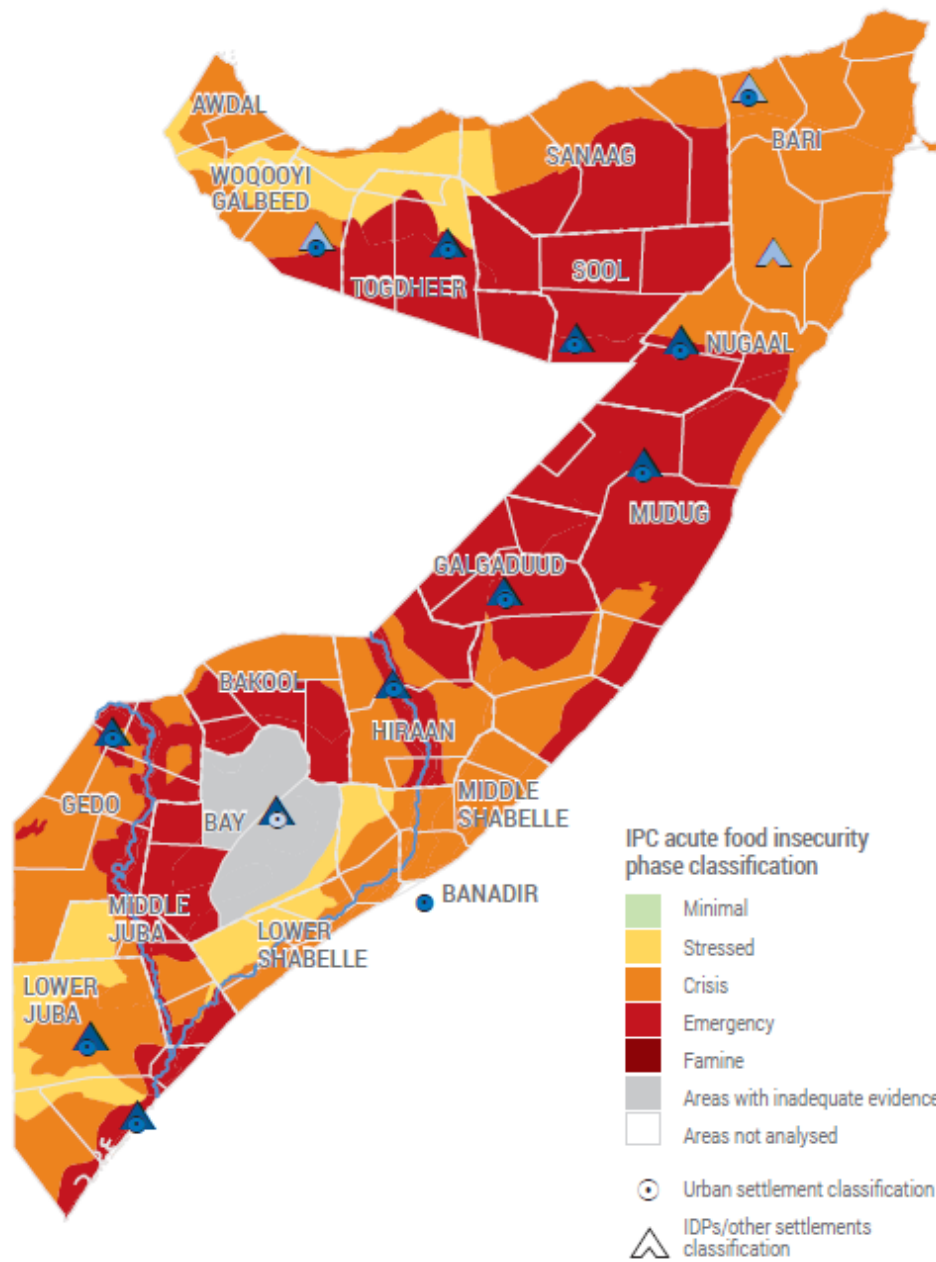 AWDAL
WOQOOYI
GALBEED
SANAAG
BARI
TOGDHEER
SOOL
NUGAAL
MUDUG
GALGADUUD
BAKOOL
HIRAAN
GEDO
BAY
MIDDLE
SHABELLE
BANADIR
MIDDLE
JUBA
LOWER
SHABELLE
LOWER
JUBA
IPC acute food insecurity
phase classification
Minimal
Stressed
Crisis
Emergency
Famine
Areas with inadequate evidence
Areas not analysed
Urban settlement classification
IDPs/other settlements
classification